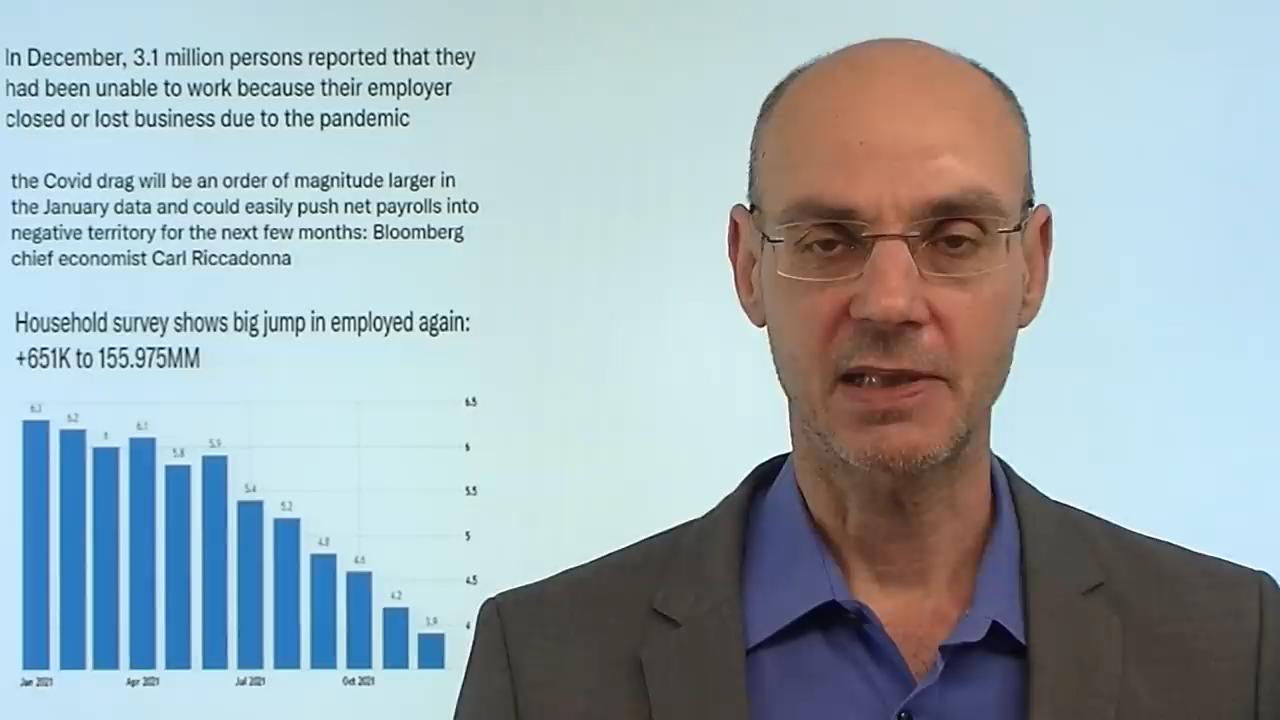 In December, 3.1 million persons reported that they
had been unable to work because their employer
closed or lost business due to the pandemic
the Covid drag will be an order of magnitude larger in
the January data and could easily push net payrolls into
negative territory for the next few months: Bloomberg
chief economist Carl Riccadonna
Household survey shows big jump in employed again:
+651K to 155.975MM
6.3
6.2
6
6.1
5.8
5.9
5.4
5.2
4.8
4.6
4.2
3.9
6.5
6
5.5
5
4.5
4
Jan 2021
Apr 2021
Jul 2021
Oct 2021